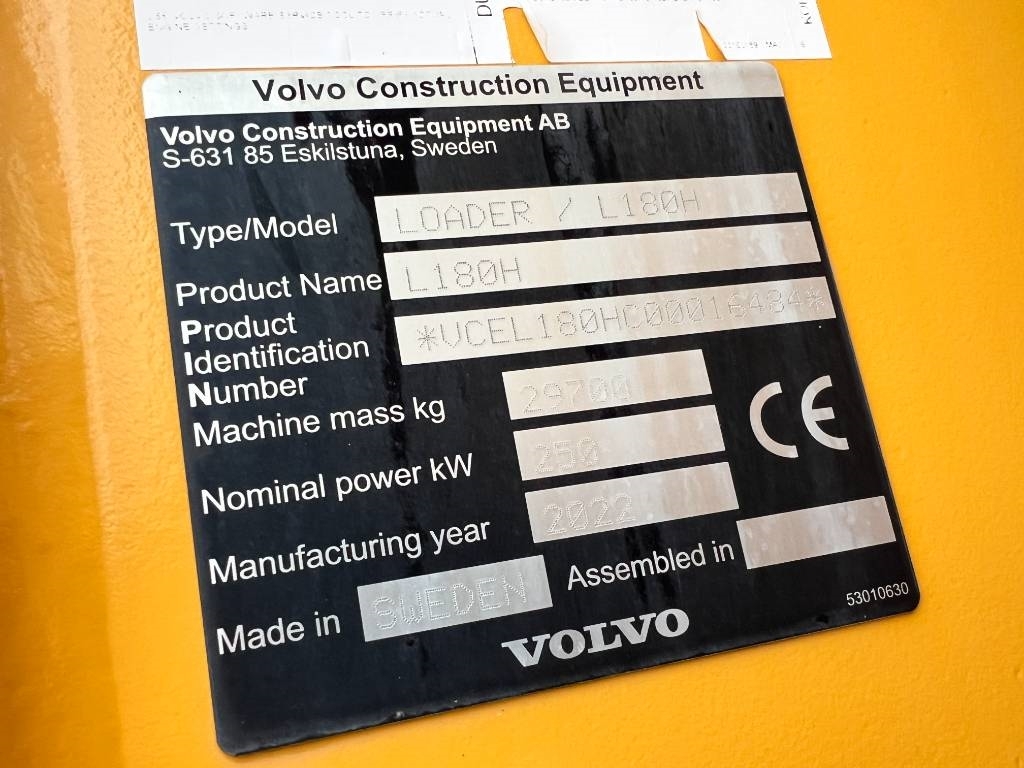 Volvo Construction Equipment
Volvo Construction Equipment AB
S-631 85 Eskilstuna, Sweden
Type/Model LOADER / L180H
Product Name L180H
Product
Identification
Number *VCEL180HC00016484*
Machine mass kg 29700
Nominal power kW 250
Manufacturing year 2022
Made in SWEDEN Assembled in
53010630
VOLVO